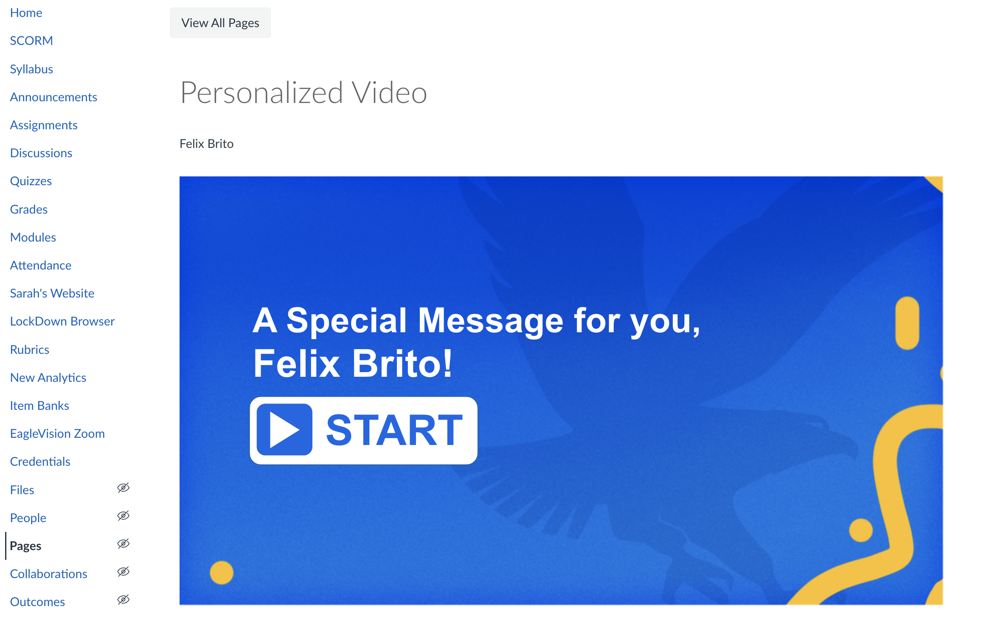 Home
SCORM
Syllabus
Announcements
Assignments
Discussions
Quizzes
Grades
Modules
Attendance
Sarah's Website
LockDown Browser
Rubrics
New Analytics
Item Banks
EagleVision Zoom
Credentials
Files
People
Pages
Collaborations
Outcomes
View All Pages
Personalized Video
Felix Brito
A Special Message for you,
Felix Brito!
START